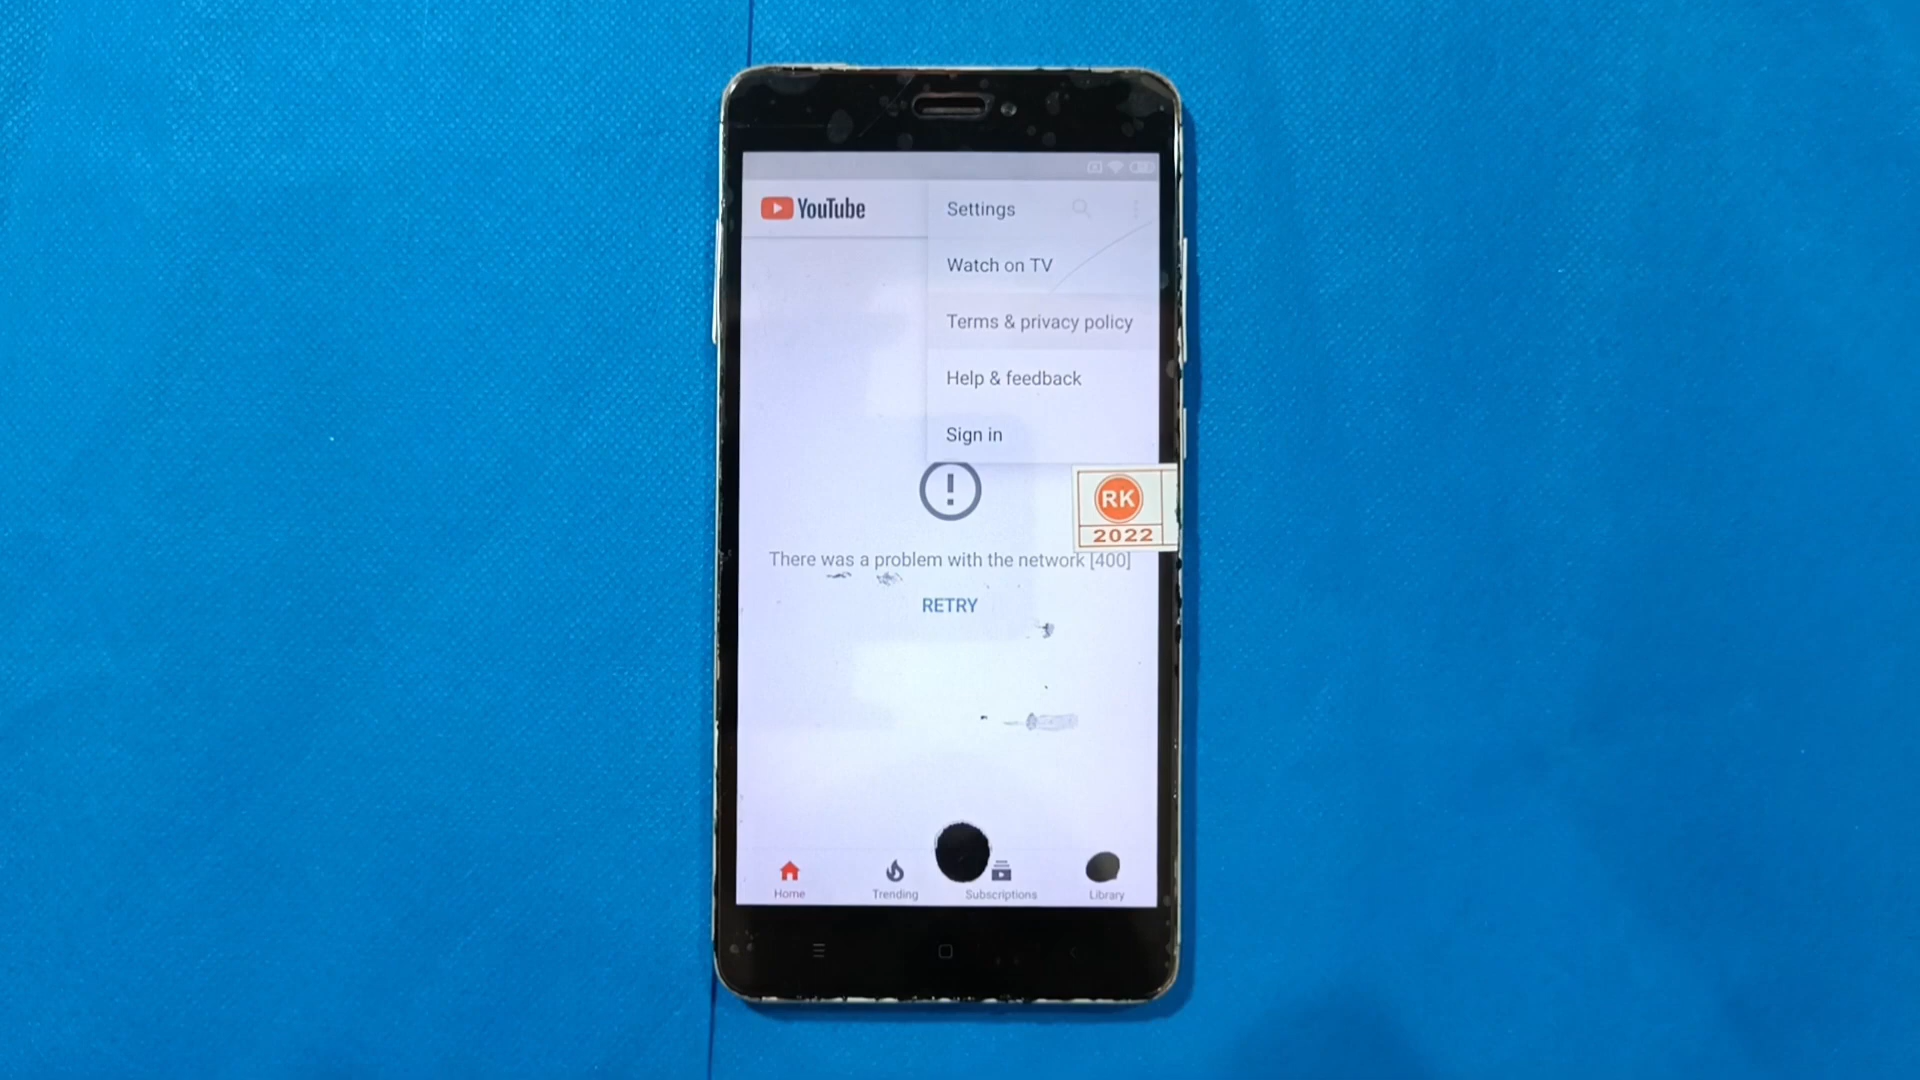 YouTube
Settings
Watch on TV
Terms & privacy policy
Help & feedback
Sign in
RK
2022
There was a problem with the network [400]
RETRY
Home
Trending
Subscriptions
Library